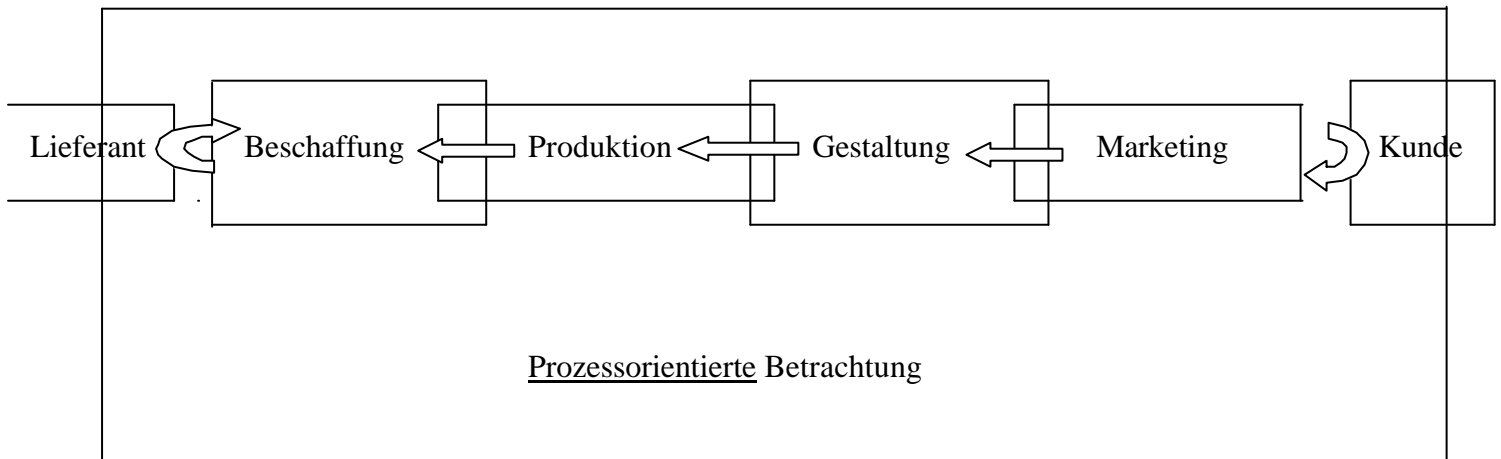 Lieferant Beschaffung Produktion Gestaltung Marketing Kunde
Prozessorientierte Betrachtung